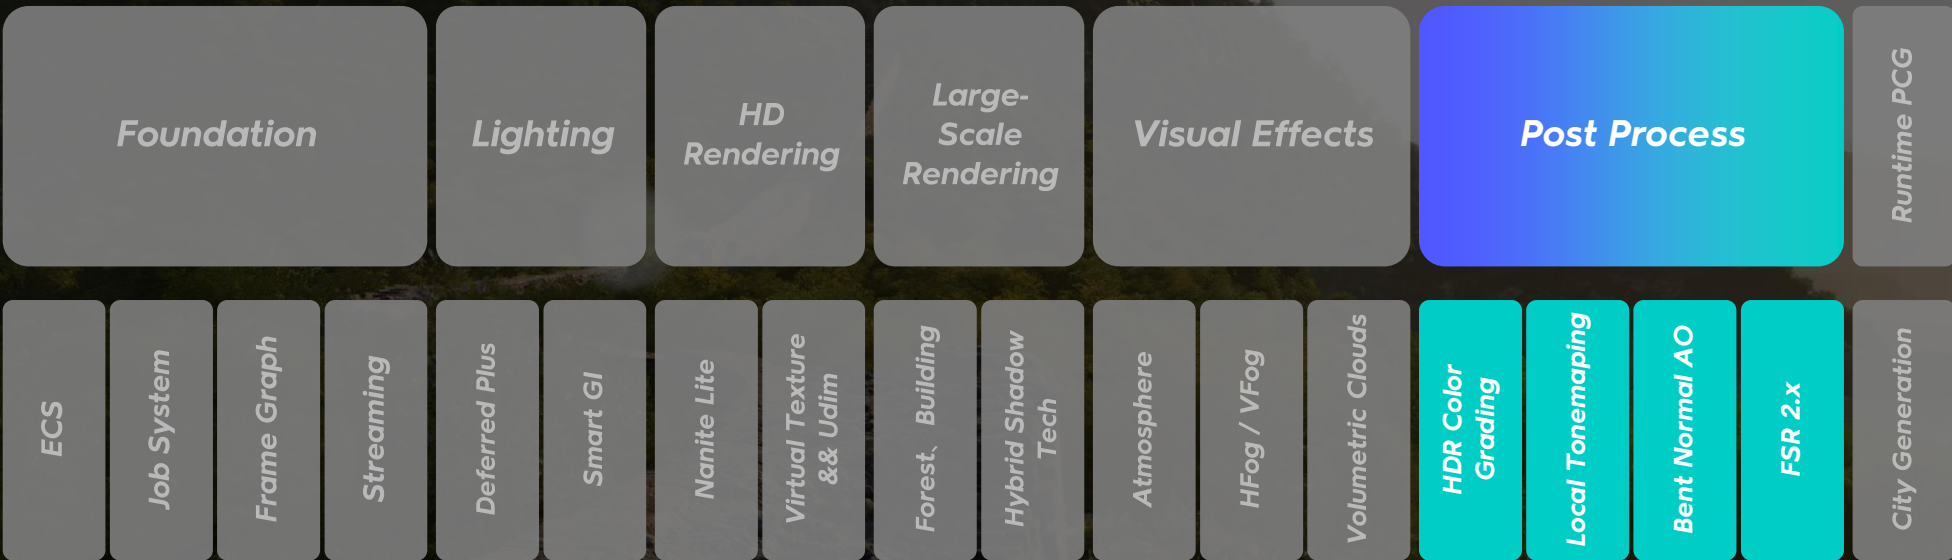 Foundation
Lighting
HD
Rendering
Large-
Scale
Rendering
Visual Effects
Post Process
Runtime PCG
ECS
Job System
Frame Graph
Streaming
Deferred Plus
Smart GI
Nanite Lite
Virtual Texture
&& Udim
Forest、 Building
Hybrid Shadow
Tech
Atmosphere
HFog / VFog
Volumetric Clouds
HDR Color
Grading
Local Tonemaping
Bent Normal AO
FSR 2.x
City Generation